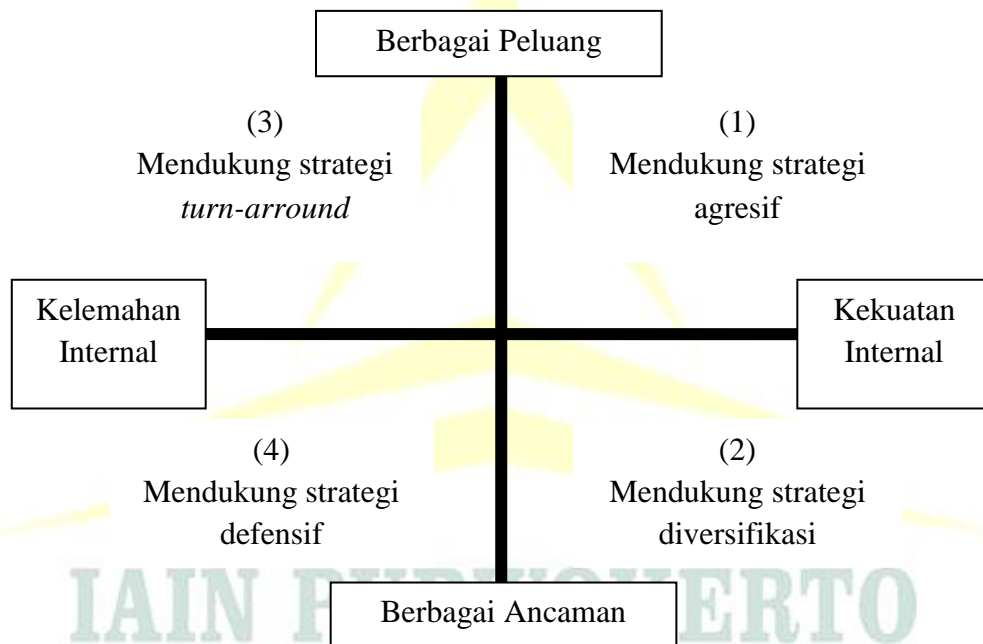 Berbagai Peluang
(3)
Mendukung strategi
turn-arround
(1)
Mendukung strategi
agresif
Kelemahan
Internal
Kekuatan
Internal
(4)
Mendukung strategi
defensif
(2)
Mendukung strategi
diversifikasi
Berbagai Ancaman
IAIN PURWOKERTO